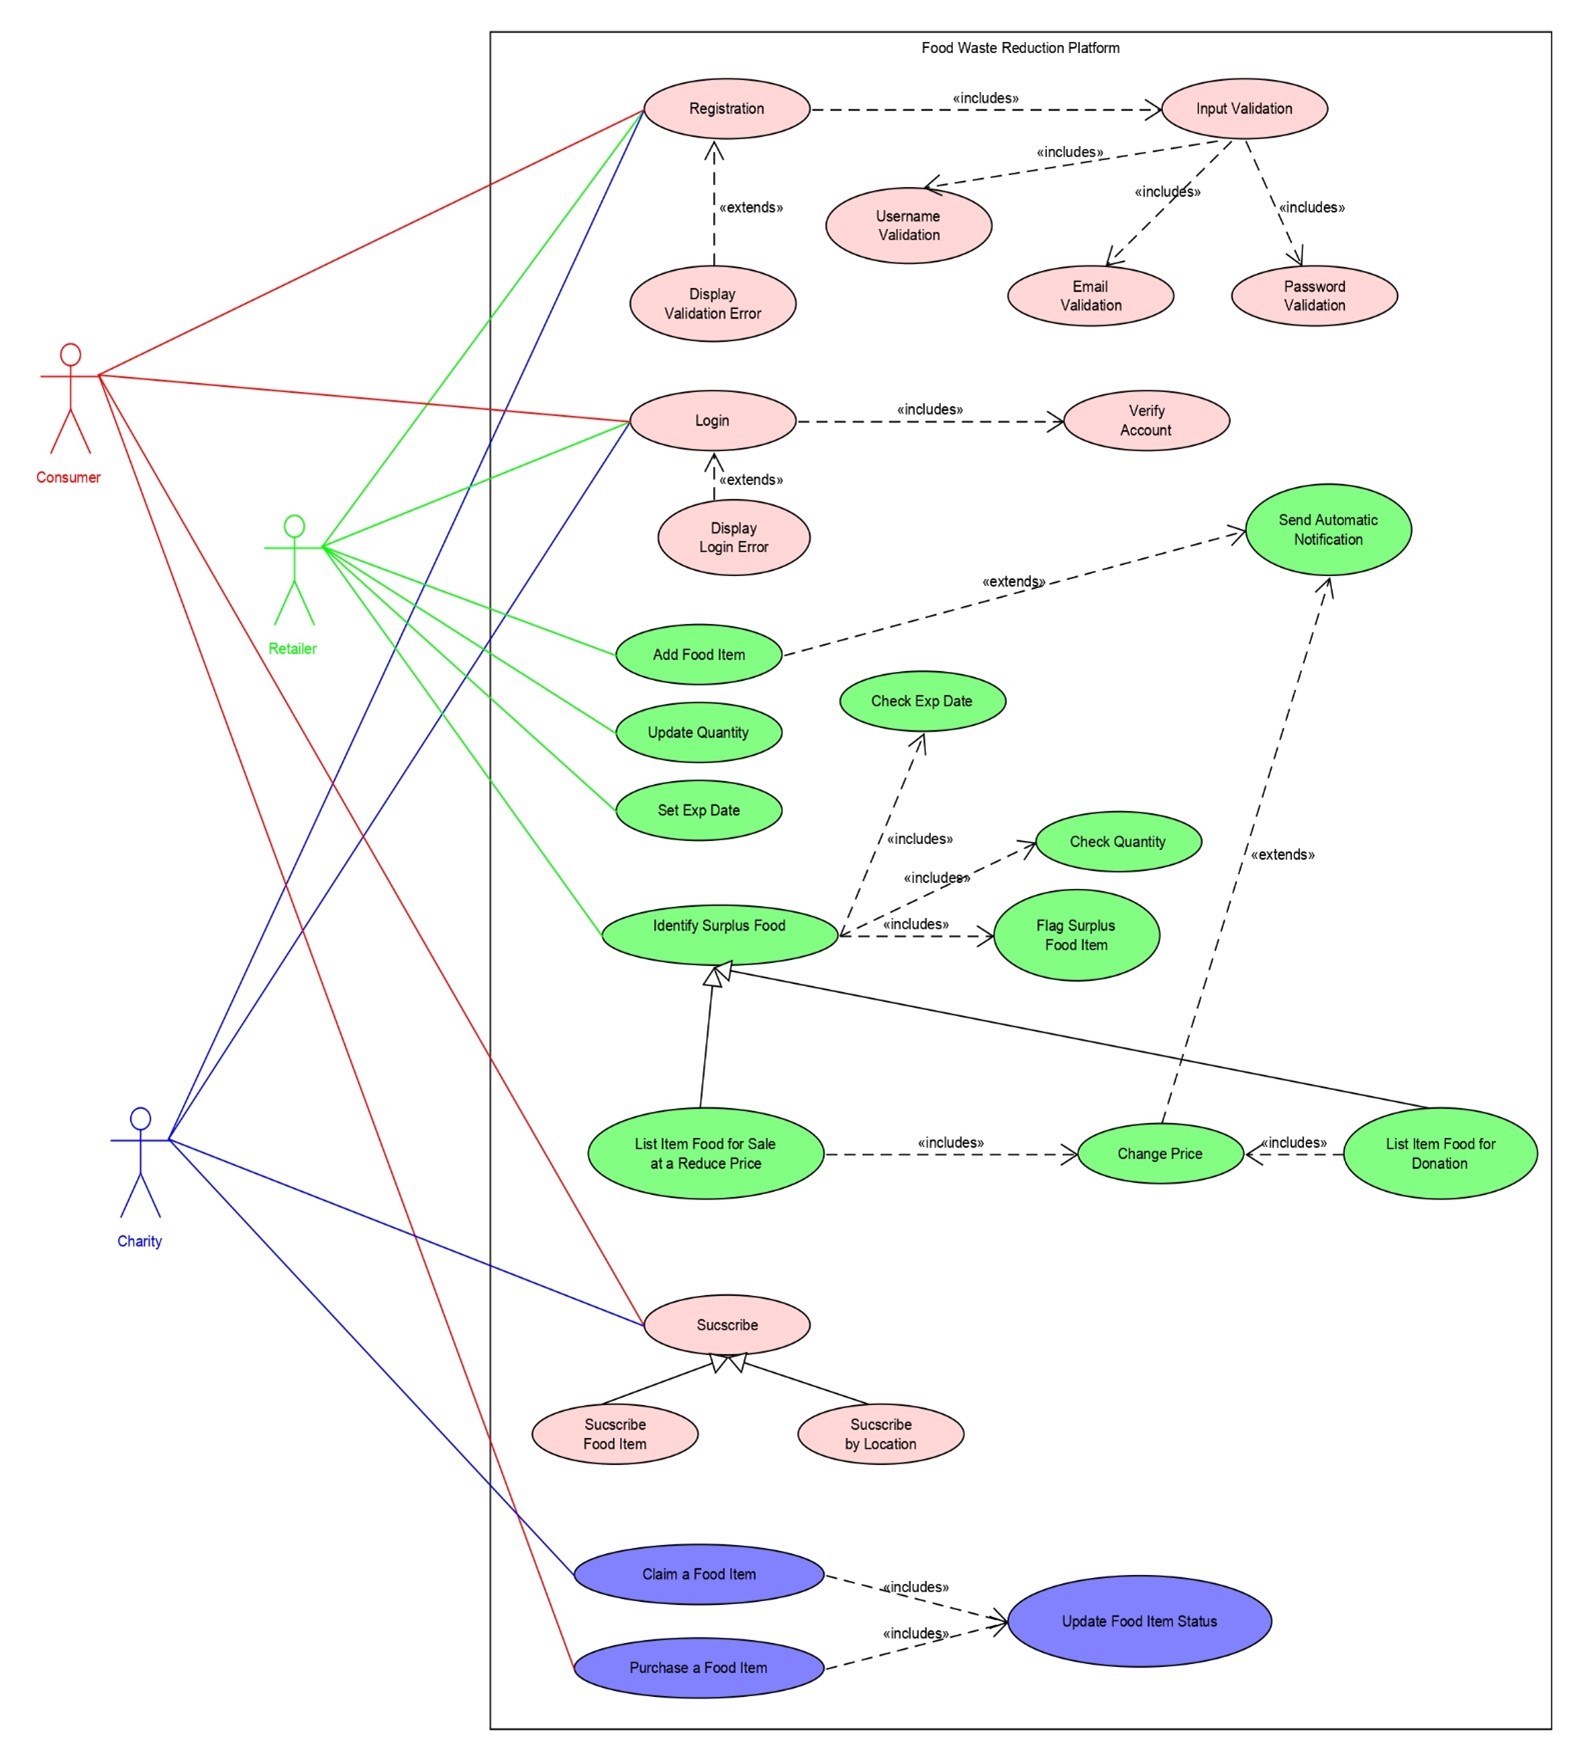 Food Waste Reduction Platform
Registration
«includes»
Input Validation
«includes»
«includes»
«includes»
«extends»
Username
Validation
Email
Validation
Password
Validation
Display
Validation Error
Consumer
Login
«includes»
Verify
Account
«extends»
Display
Login Error
Send Automatic
Notification
Retailer
«extends»
Add Food Item
Check Exp Date
Update Quantity
Set Exp Date
«includes»
Check Quantity
«extends»
«includes»
Identify Surplus Food
«includes»
Flag Surplus
Food Item
List Item Food for Sale
at a Reduce Price
«includes»
Change Price
«includes»
List Item Food for
Donation
Charity
Sucscribe
Sucscribe
Food Item
Sucscribe
by Location
Claim a Food Item
«includes»
Update Food Item Status
«includes»
Purchase a Food Item